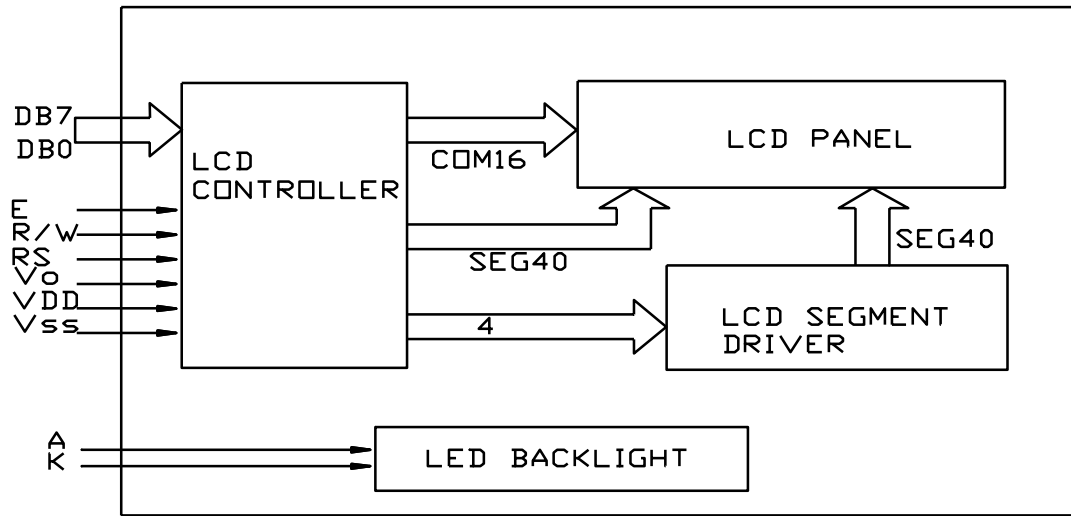 DB7
DB0
LCD
CONTROLLER
COM16
LCD PANEL
E
R/W
RS
Vo
VDD
Vss
SEG40
SEG40
4
LCD SEGMENT
DRIVER
A
K
LED BACKLIGHT